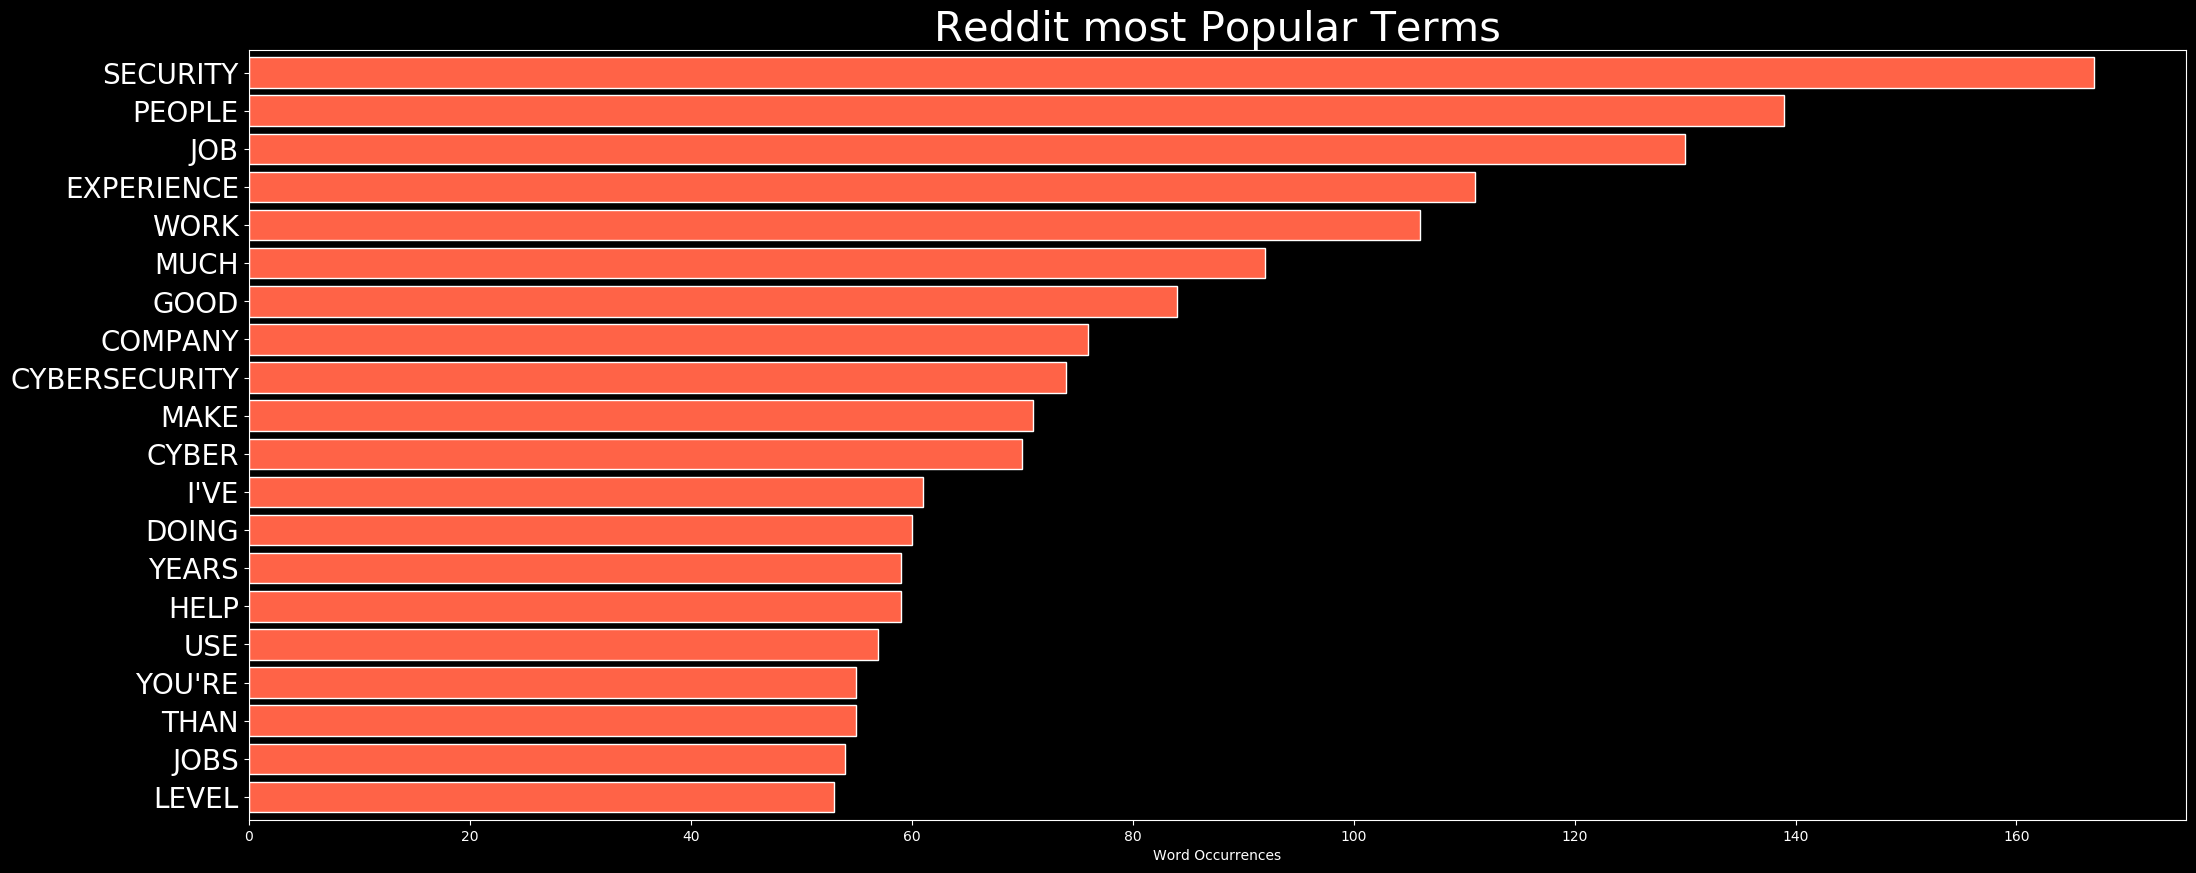 Reddit most Popular Terms
SECURITY
PEOPLE
JOB
EXPERIENCE
WORK
MUCH
GOOD
COMPANY
CYBERSECURITY
MAKE
CYBER
I'VE
DOING
YEARS
HELP
USE
YOU'RE
THAN
JOBS
LEVEL
0 20 40 60 80 100 120 140 160
Word Occurrences